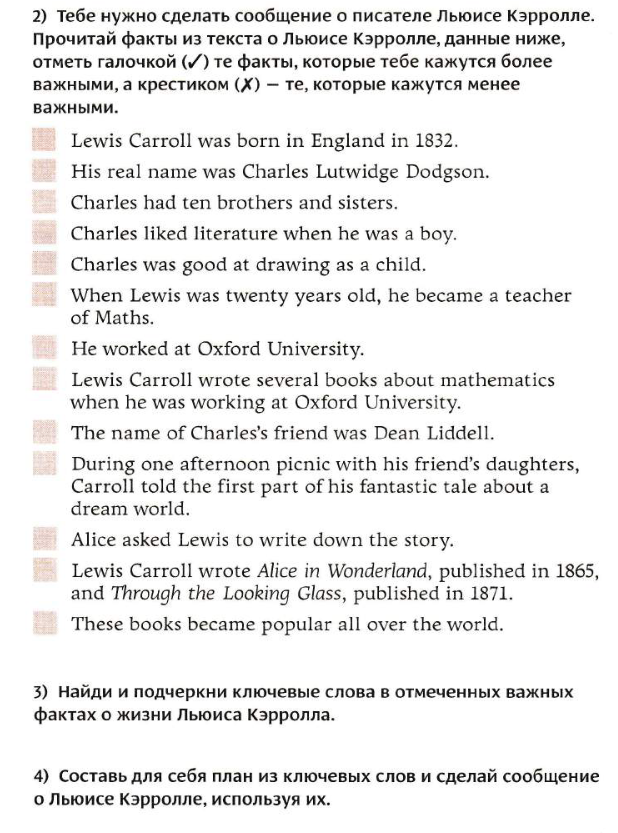 2) Тебе нужно сделать сообщение о писателе Льюисе Кэрролле.
Прочитай факты из текста о Льюисе Кэрролле, данные ниже,
отметь галочкой (✓) те факты, которые тебе кажутся более
важными, а крестиком (✗) — те, которые кажутся менее
важными.
Lewis Carroll was born in England in 1832.
His real name was Charles Lutwidge Dodgson.
Charles had ten brothers and sisters.
Charles liked literature when he was a boy.
Charles was good at drawing as a child.
When Lewis was twenty years old, he became a teacher
of Maths.
He worked at Oxford University.
Lewis Carroll wrote several books about mathematics
when he was working at Oxford University.
The name of Charles's friend was Dean Liddell.
During one afternoon picnic with his friend's daughters,
Carroll told the first part of his fantastic tale about a
dream world.
Alice asked Lewis to write down the story.
Lewis Carroll wrote Alice in Wonderland, published in 1865,
and Through the Looking Glass, published in 1871.
These books became popular all over the world.
3) Найди и подчеркни ключевые слова в отмеченных важных
фактах о жизни Льюиса Кэрролла.
4) Составь для себя план из ключевых слов и сделай сообщение
о Льюисе Кэрролле, используя их.